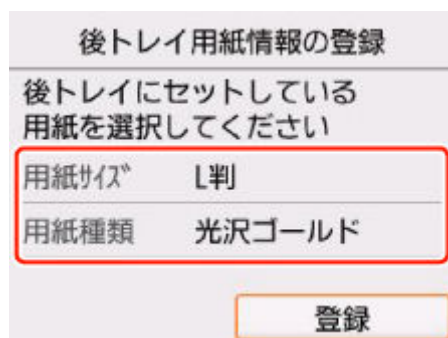 後トレイ用紙情報の登録
後トレイにセットしている
用紙を選択してください
用紙ｻｲｽﾞ L判
用紙種類 光沢ゴールド
登録